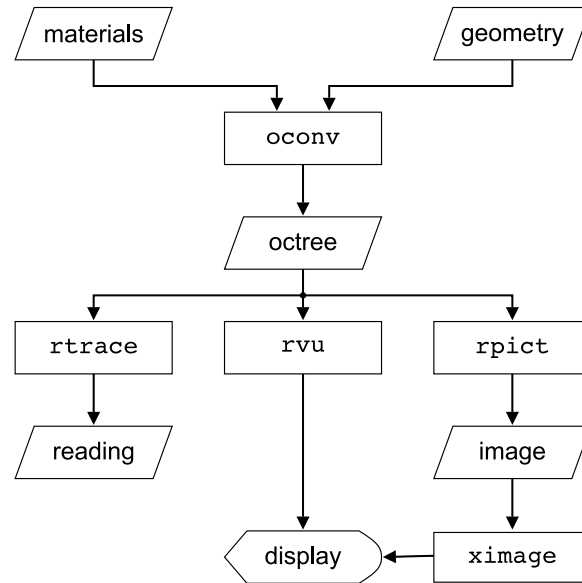 materials
geometry
oconv
octree
rtrace
rvu
rpict
reading
image
display
ximage